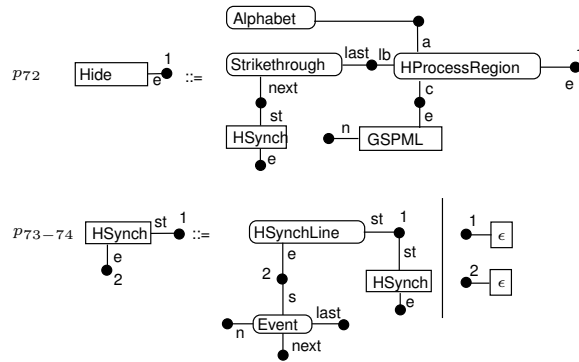 Alphabet
a
p72 Hide e 1 ::= Strikethrough last lb HProcessRegion e 1
next c
st e
HSynch n GSPML
e
p73−74 HSynch st 1 ::= HSynchLine st 1 1 ϵ
e e st
2 2 HSynch 2 ϵ
s e
n Event last
next